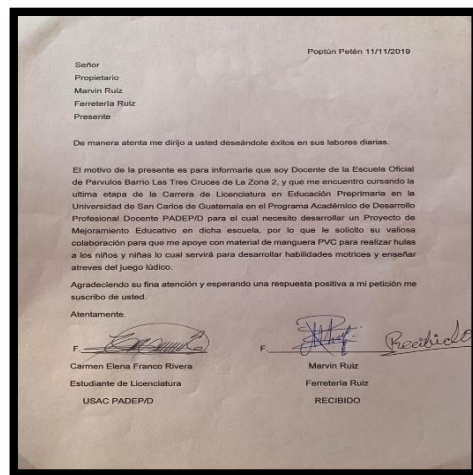 Poptún Petén 11/11/2019
Señor
Propietario
Marvin Ruiz
Ferretería Ruiz
Presente
De manera atenta me dirijo a usted deseándole éxitos en sus labores diarias.
El motivo de la presente es para informarle que soy Docente de la Escuela Oficial
de Parvulos Barrio Las Tres Cruces de La Zona 2, y que me encuentro cursando la
ultima etapa de la Carrera de Licenciatura en Educación Preprimaria en la
Universidad de San Carlos de Guatemala en el Programa Académico de Desarrollo
Profesional Docente PADEP/D para el cual necesito desarrollar un Proyecto de
Mejoramiento Educativo en dicha escuela, por lo que le solicito su valiosa
colaboración para que me apoye con material de manguera PVC para realizar hulas
a los niños y niñas lo cual servirá para desarrollar habilidades motrices y enseñar
atreves del juego lúdico.
Agradeciendo su fina atención y esperando una respuesta positiva a mi petición me
suscribo de usted.
Atentamente.
F. F. Recibido
Carmen Elena Franco Rivera Marvin Ruiz
Estudiante de Licenciatura Ferretería Ruiz
USAC PADEP/D RECIBIDO